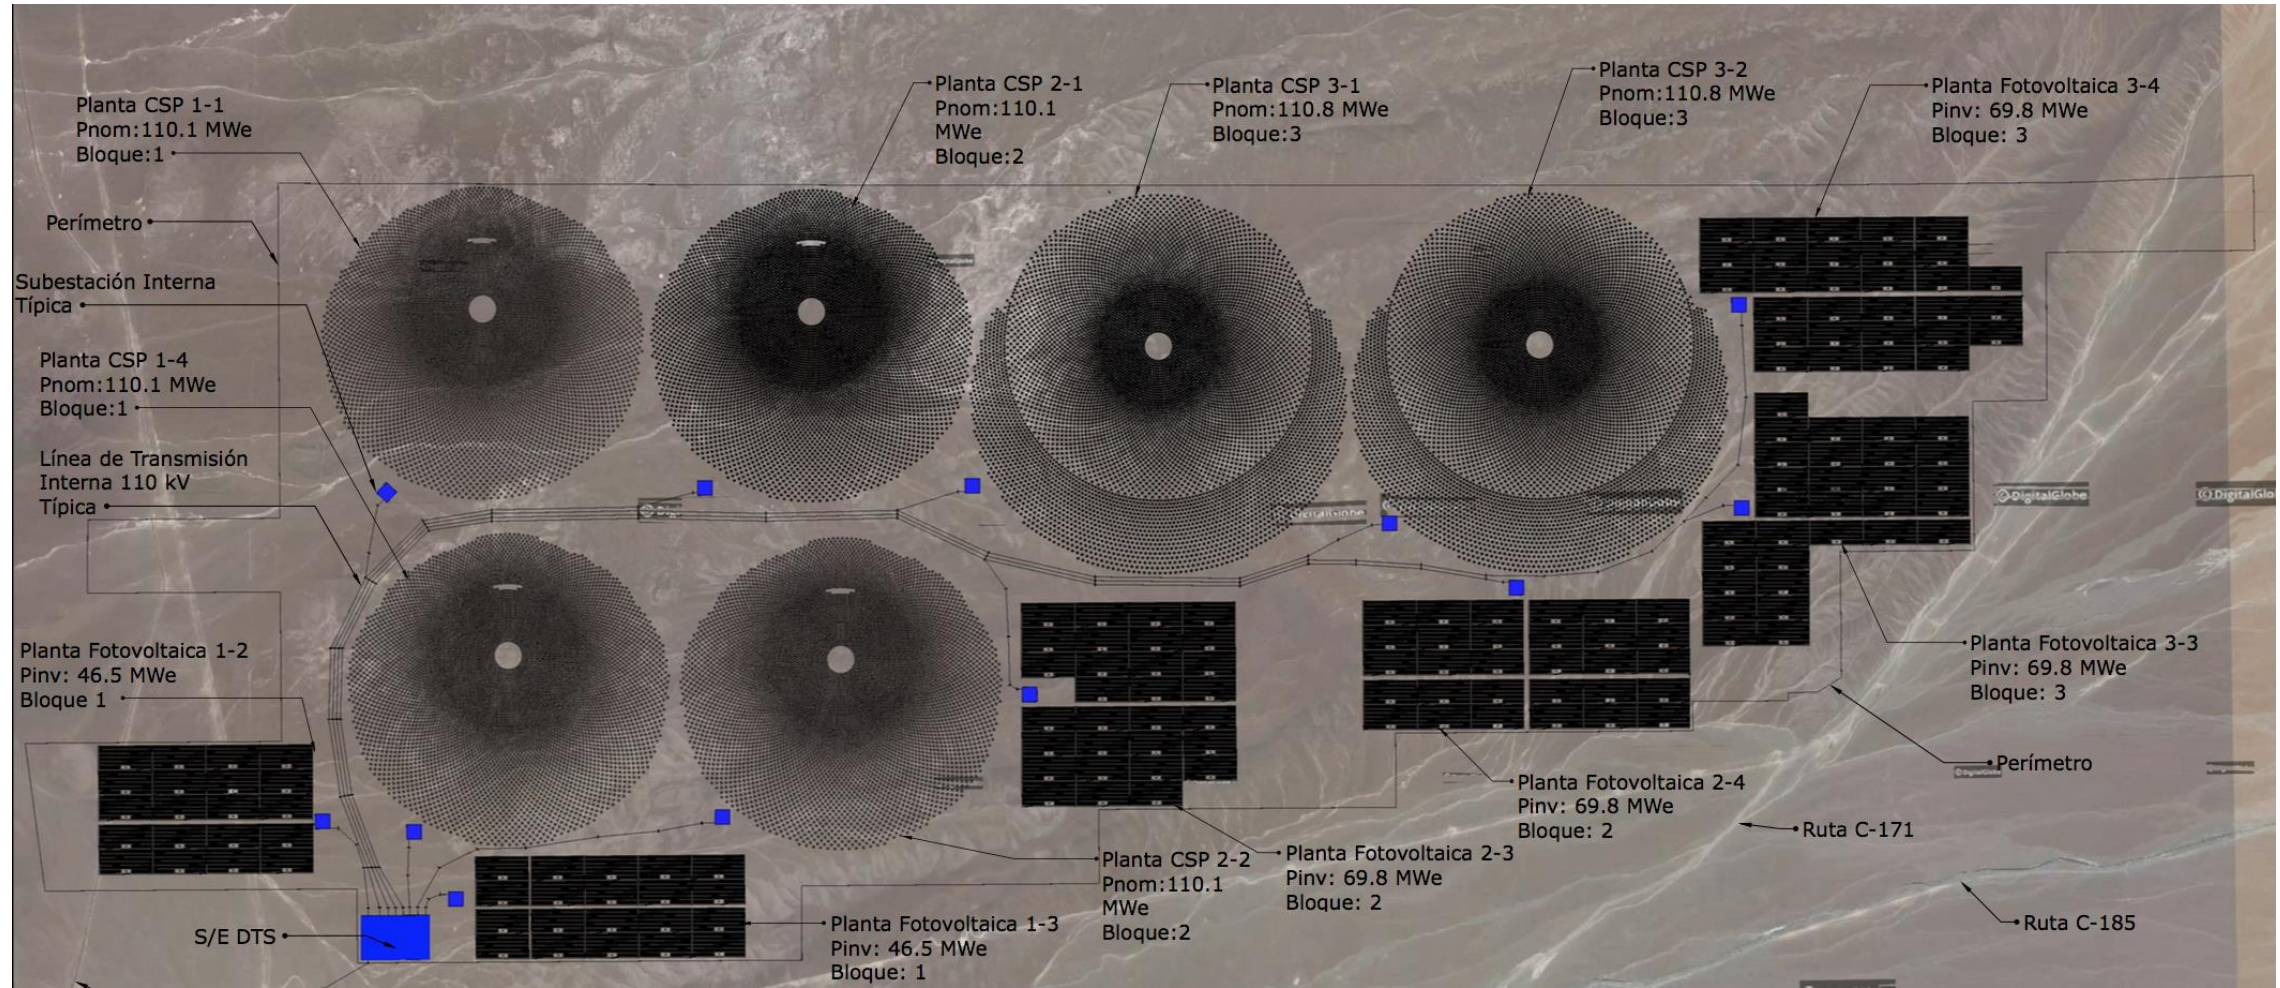 Planta CSP 1-1
Pnom:110.1 MWe
Bloque:1
Planta CSP 2-1
Pnom:110.1
MWe
Bloque:2
Planta CSP 3-1
Pnom:110.8 MWe
Bloque:3
Planta CSP 3-2
Pnom:110.8 MWe
Bloque:3
Planta Fotovoltaica 3-4
Pinv: 69.8 MWe
Bloque: 3
Perímetro
Subestación Interna
Típica
Planta CSP 1-4
Pnom:110.1 MWe
Bloque:1
Línea de Transmisión
Interna 110 kV
Típica
© DigitalGlobe
© DigitalGlo
Planta Fotovoltaica 1-2
Pinv: 46.5 MWe
Bloque 1
Planta Fotovoltaica 3-3
Pinv: 69.8 MWe
Bloque: 3
Perímetro
Planta Fotovoltaica 2-4
Pinv: 69.8 MWe
Bloque: 2
Ruta C-171
Planta CSP 2-2
Pnom:110.1
MWe
Bloque:2
Planta Fotovoltaica 2-3
Pinv: 69.8 MWe
Bloque: 2
Planta Fotovoltaica 1-3
Pinv: 46.5 MWe
Bloque: 1
S/E DTS
Ruta C-185